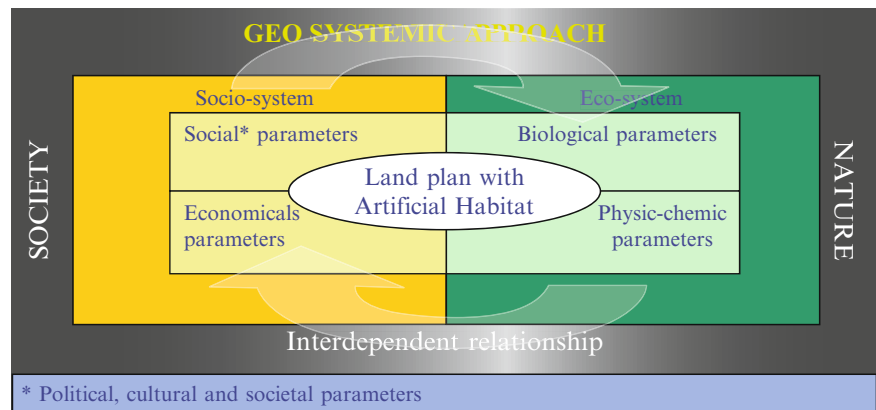 GEO SYSTEMIC APPROACH
Socio-system
Eco-system
Social* parameters
Biological parameters
SOCIETY
Land plan with
Artificial Habitat
NATURE
Economicals
parameters
Physic-chemic
parameters
Interdependent relationship
* Political, cultural and societal parameters